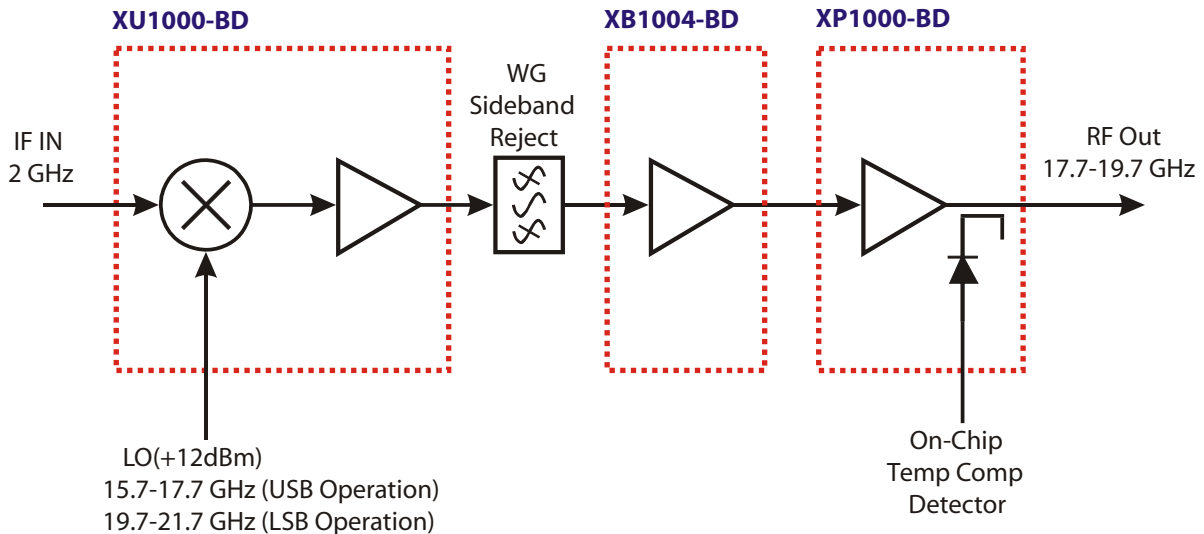 XU1000-BD
XB1004-BD
XP1000-BD
WG
Sideband
Reject
IF IN
2 GHz
RF Out
17.7-19.7 GHz
LO(+12dBm)
15.7-17.7 GHz (USB Operation)
19.7-21.7 GHz (LSB Operation)
On-Chip
Temp Comp
Detector